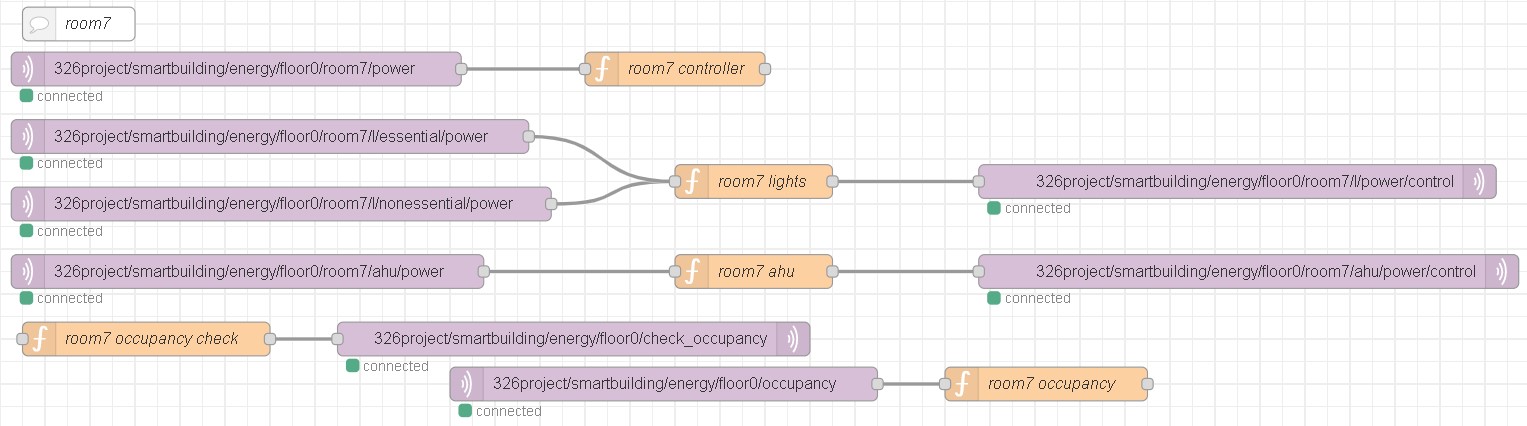 room7
326project/smartbuilding/energy/floor0/room7/power
room7 controller
connected
326project/smartbuilding/energy/floor0/room7/l/essential/power
connected
room7 lights
326project/smartbuilding/energy/floor0/room7/l/power/control
326project/smartbuilding/energy/floor0/room7/l/nonessential/power
connected
connected
326project/smartbuilding/energy/floor0/room7/ahu/power
room7 ahu
326project/smartbuilding/energy/floor0/room7/ahu/power/control
connected
connected
room7 occupancy check
326project/smartbuilding/energy/floor0/check_occupancy
connected
326project/smartbuilding/energy/floor0/occupancy
room7 occupancy
connected